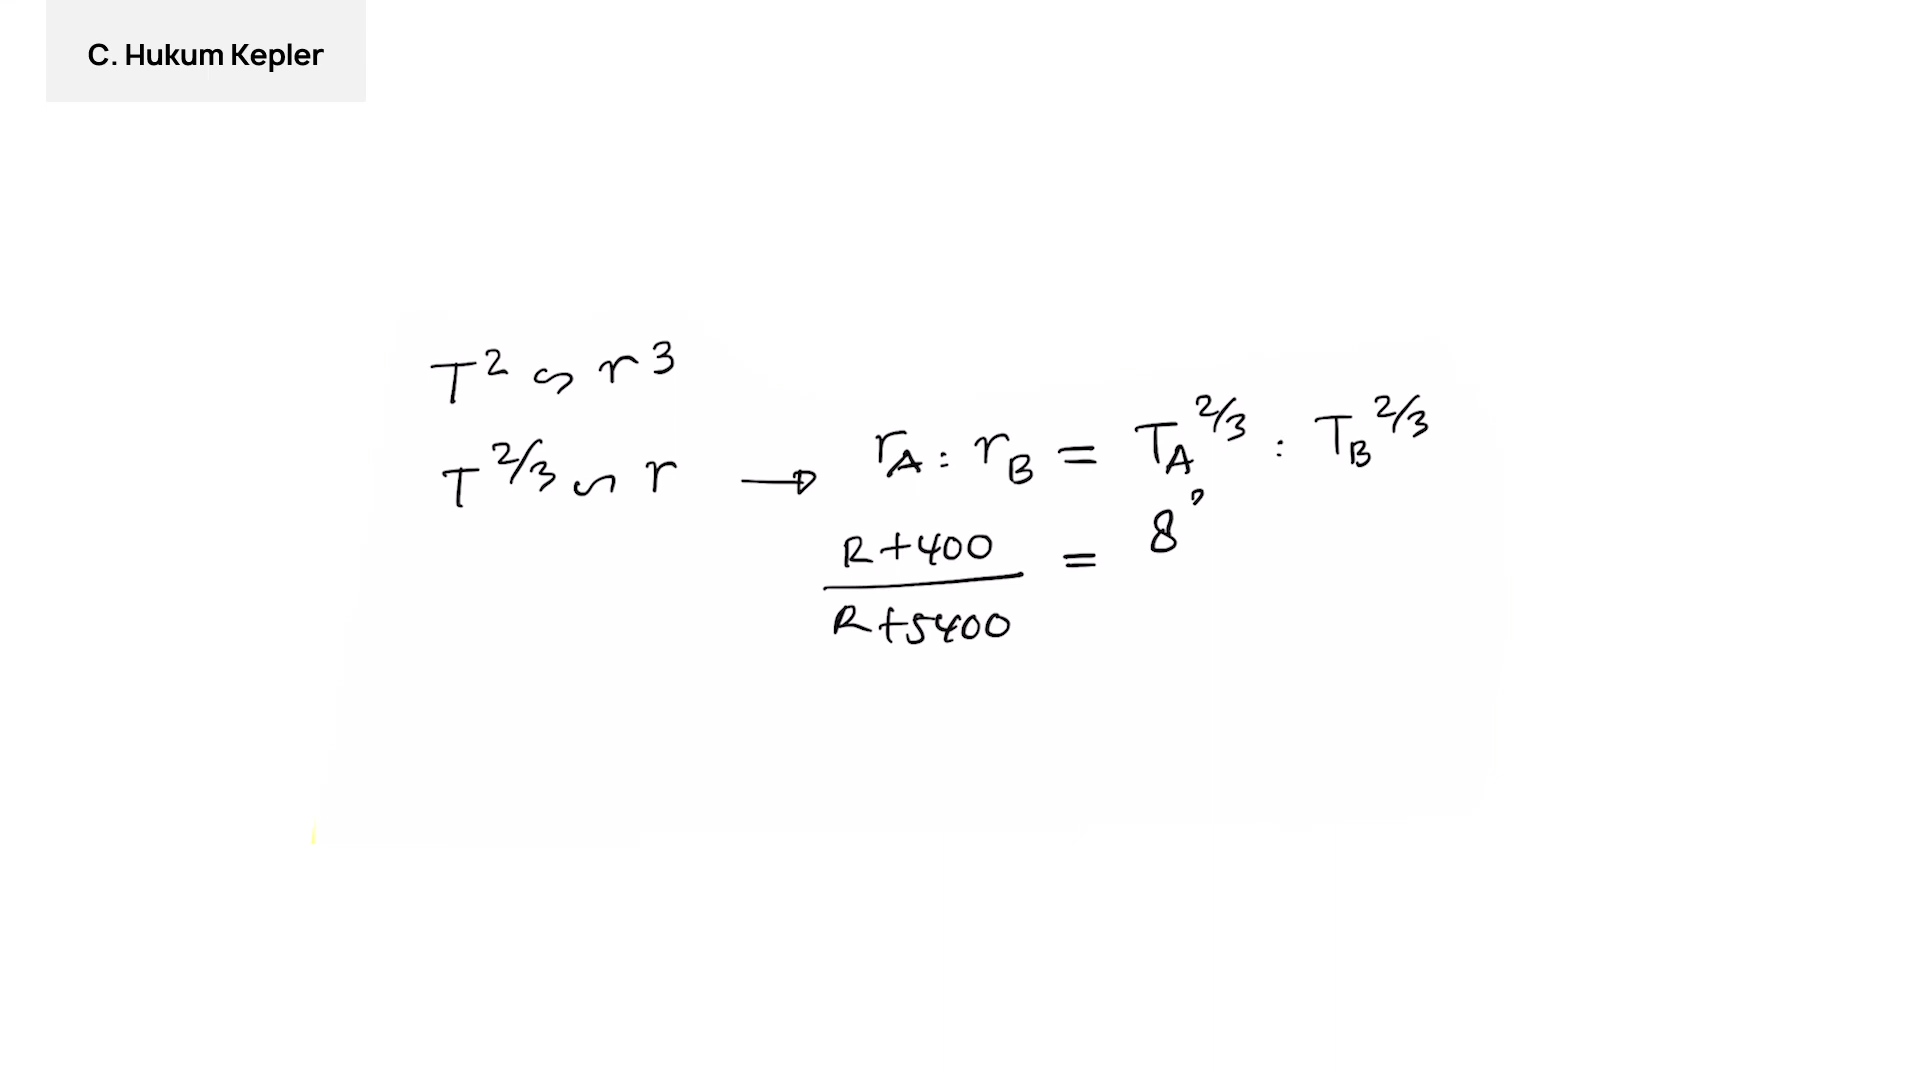 C. Hukum Kepler
T² ∽ r³
T^2/3 ∽ r → r_A : r_B = T_A^2/3 : T_B^2/3
R+400 / R+5400 = 8